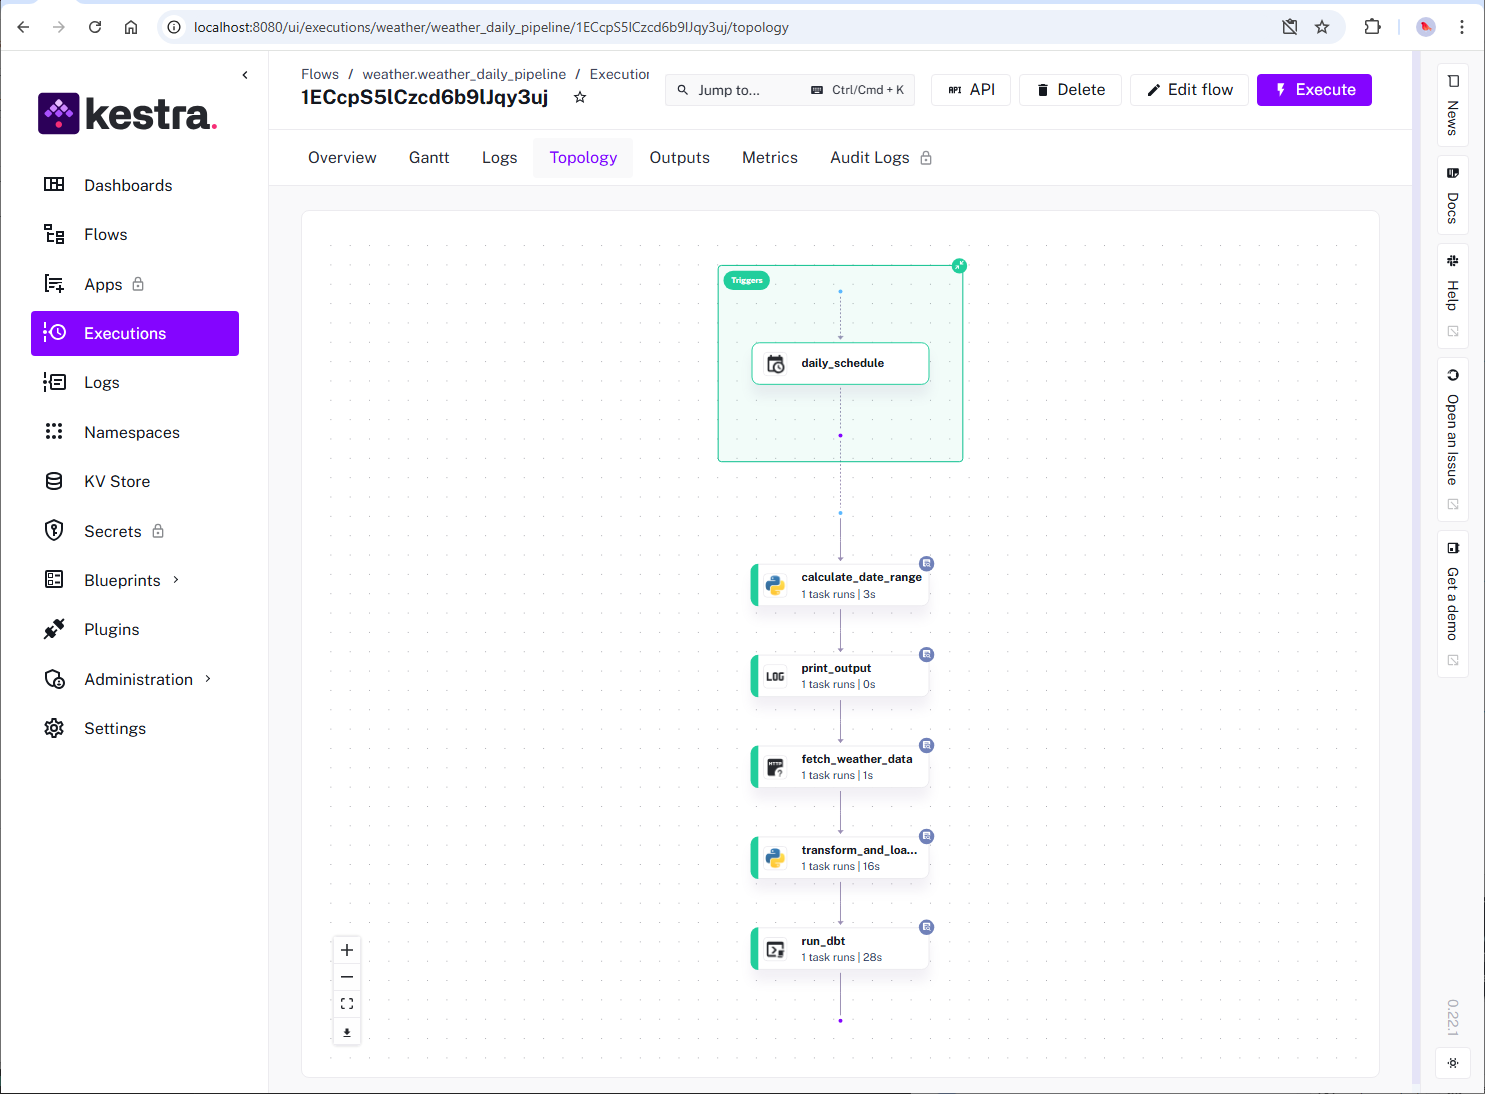 localhost:8080/ui/executions/weather/weather_daily_pipeline/1ECcpS5lCzcd6b9lJqy3uj/topology
kestra.
Dashboards
Flows
Apps
Executions
Logs
Namespaces
KV Store
Secrets
Blueprints
Plugins
Administration
Settings
Flows / weather.weather_daily_pipeline / Execution
1ECcpS5lCzcd6b9lJqy3uj
Jump to... Ctrl/Cmd + K
API API
Delete
Edit flow
Execute
Overview Gantt Logs Topology Outputs Metrics Audit Logs
Triggers
daily_schedule
calculate_date_range
1 task runs | 3s
LOG
print_output
1 task runs | 0s
HTTP
fetch_weather_data
1 task runs | 1s
transform_and_loa...
1 task runs | 16s
run_dbt
1 task runs | 28s
News
Docs
Help
Open an Issue
Get a demo
0.22.1